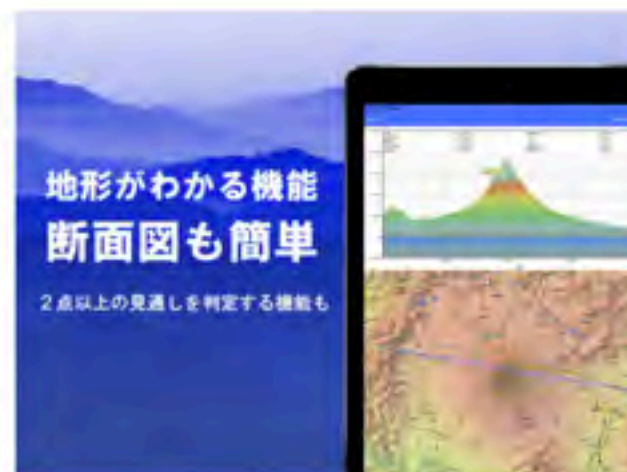 地形がわかる機能
断面図も簡単
2点以上の見通しを判定する機能も